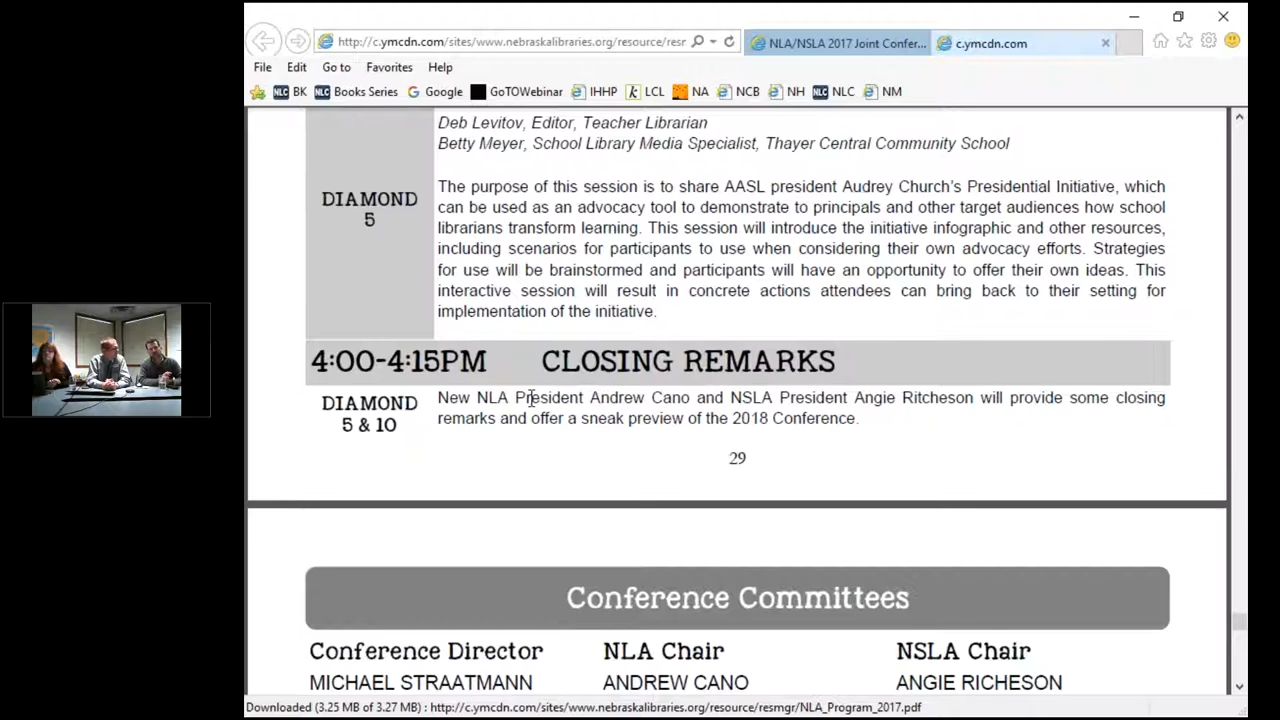 http://c.ymcdn.com/sites/www.nebraskalibraries.org/resource/resr
NLA/NSLA 2017 Joint Confer...
c.ymcdn.com
File Edit Go to Favorites Help
NLC BK NLC Books Series G Google GoTOWebinar IHHP k LCL NA NCB NH NLC NLC NM
Deb Levitov, Editor, Teacher Librarian
Betty Meyer, School Library Media Specialist, Thayer Central Community School
DIAMOND
5
The purpose of this session is to share AASL president Audrey Church's Presidential Initiative, which
can be used as an advocacy tool to demonstrate to principals and other target audiences how school
librarians transform learning. This session will introduce the initiative infographic and other resources,
including scenarios for participants to use when considering their own advocacy efforts. Strategies
for use will be brainstormed and participants will have an opportunity to offer their own ideas. This
interactive session will result in concrete actions attendees can bring back to their setting for
implementation of the initiative.
4:00-4:15PM CLOSING REMARKS
DIAMOND
5 & 10
New NLA President Andrew Cano and NSLA President Angie Ritcheson will provide some closing
remarks and offer a sneak preview of the 2018 Conference.
29
Conference Committees
Conference Director NLA Chair NSLA Chair
MICHAEL STRAATMANN ANDREW CANO ANGIE RICHESON
Downloaded (3.25 MB of 3.27 MB) : http://c.ymcdn.com/sites/www.nebraskalibraries.org/resource/resmgr/NLA_Program_2017.pdf